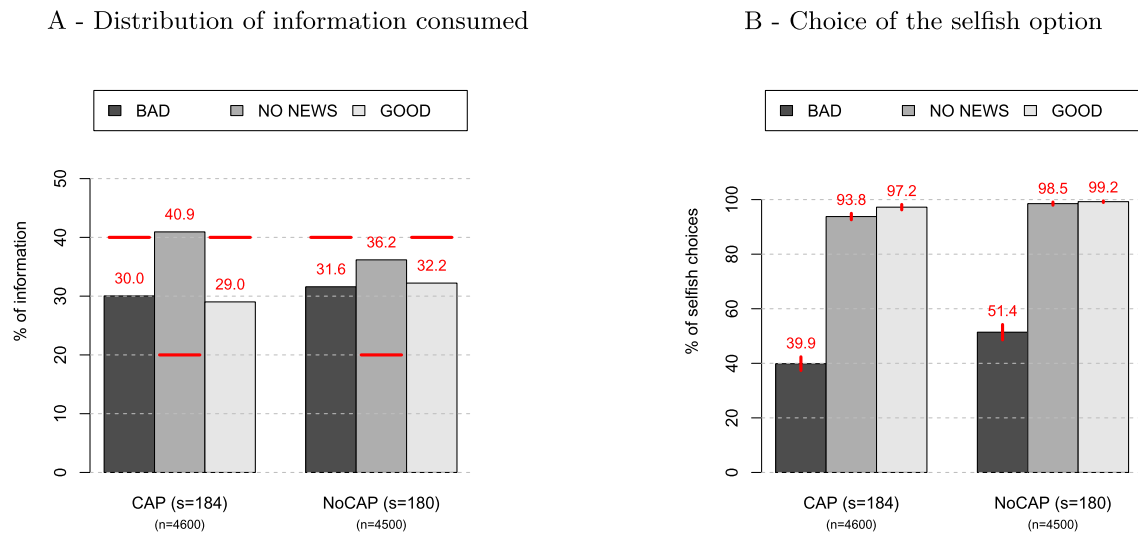 A - Distribution of information consumed
BAD NO NEWS GOOD
% of information
50
40
30
20
10
0
30.0
40.9
29.0
31.6
36.2
32.2
CAP (s=184)
(n=4600)
NoCAP (s=180)
(n=4500)
B - Choice of the selfish option
BAD NO NEWS GOOD
% of selfish choices
100
80
60
40
20
0
39.9
93.8
97.2
51.4
98.5
99.2
CAP (s=184)
(n=4600)
NoCAP (s=180)
(n=4500)